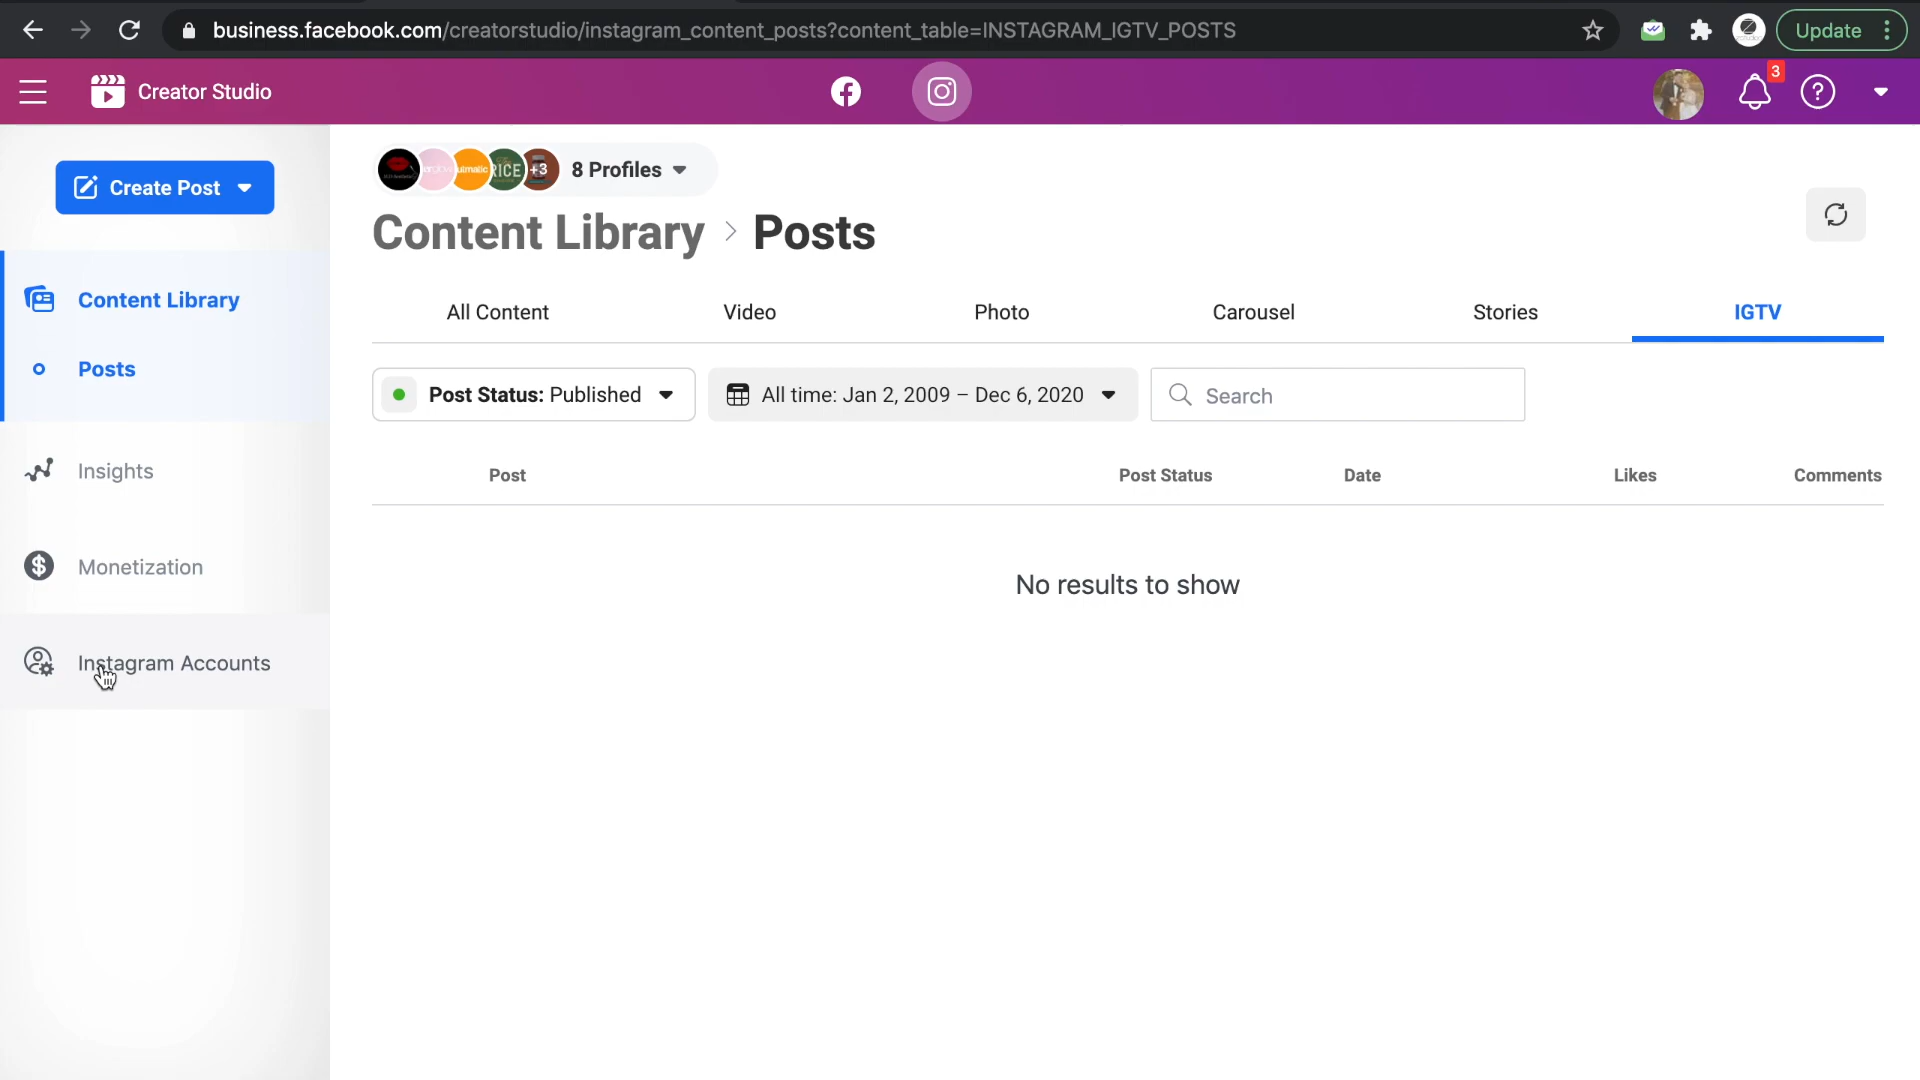 business.facebook.com/creatorstudio/instagram_content_posts?content_table=INSTAGRAM_IGTV_POSTS
Update
Creator Studio
3
Create Post
RICE
+3
8 Profiles
Content Library > Posts
All Content
Video
Photo
Carousel
Stories
IGTV
Content Library
Posts
Post Status: Published
All time: Jan 2, 2009 – Dec 6, 2020
Search
Insights
Post
Post Status
Date
Likes
Comments
Monetization
No results to show
Instagram Accounts